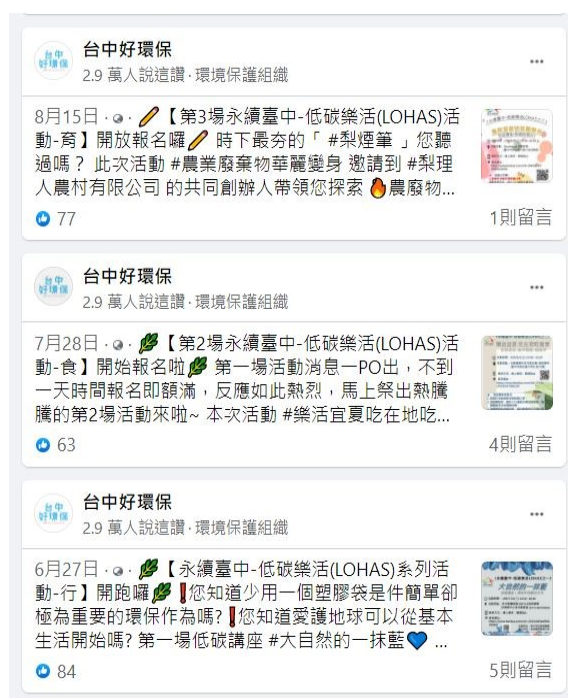 台中好環保
2.9 萬人說這讚 · 環境保護組織
8月15日 · 【第3場永續臺中-低碳樂活(LOHAS)活
動-育】開放報名囉 時下最夯的「 #梨煙筆 」您聽
過嗎？ 此次活動 #農業廢棄物華麗變身 邀請到 #梨理
人農村有限公司 的共同創辦人帶領您探索 農廢物...
77
1則留言
台中好環保
2.9 萬人說這讚 · 環境保護組織
7月28日 · 【第2場永續臺中-低碳樂活(LOHAS)活
動-食】開始報名啦 第一場活動消息一PO出，不到
一天時間報名即額滿，反應如此熱烈，馬上祭出熱騰
騰的第2場活動來啦~ 本次活動 #樂活宜夏吃在地吃...
63
4則留言
台中好環保
2.9 萬人說這讚 · 環境保護組織
6月27日 · 【永續臺中-低碳樂活(LOHAS)系列活
動-行】開跑囉❗您知道少用一個塑膠袋是件簡單卻
極為重要的環保作為嗎?❗您知道愛護地球可以從基本
生活開始嗎? 第一場低碳講座 #大自然的一抹藍💙 ...
大自然的一抹藍
84
5則留言